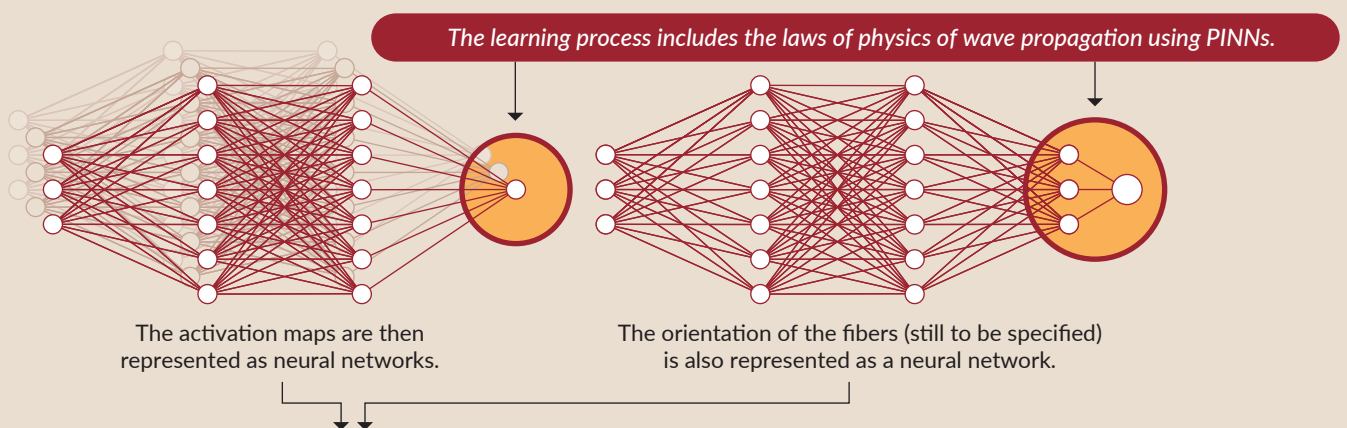 The learning process includes the laws of physics of wave propagation using PINNs.
The activation maps are then
represented as neural networks.
The orientation of the fibers (still to be specified)
is also represented as a neural network.